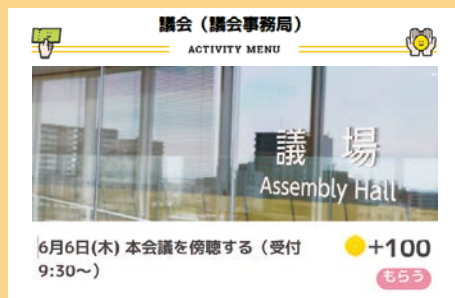 議会（議会事務局）
ACTIVITY MENU
議場
Assembly Hall
6月6日(木) 本会議を傍聴する（受付
9:30～）
+100
もらう